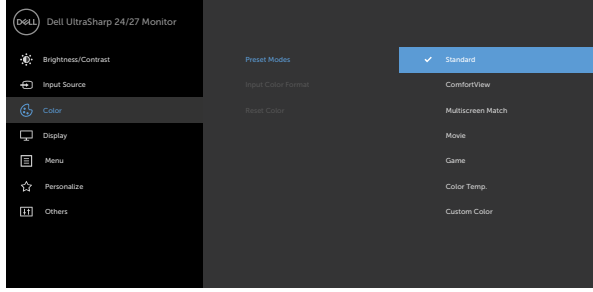 DELL Dell UltraSharp 24/27 Monitor
Brightness/Contrast
Preset Modes
Standard
Input Source
Input Color Format
ComfortView
Color
Reset Color
Multiscreen Match
Display
Movie
Menu
Game
Personalize
Color Temp.
Others
Custom Color